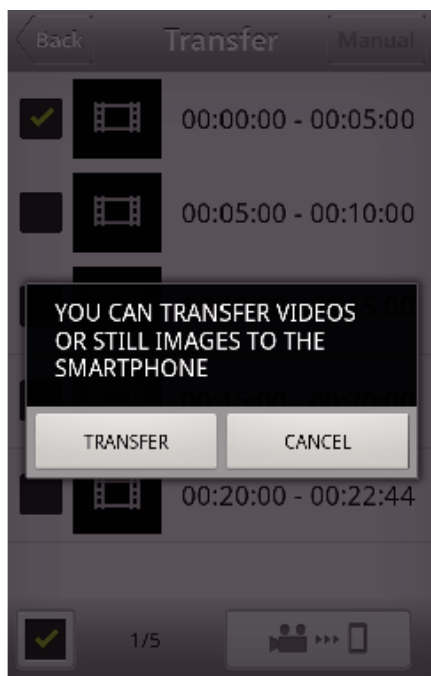 Back Transfer Manual
00:00:00 - 00:05:00
00:05:00 - 00:10:00
YOU CAN TRANSFER VIDEOS
OR STILL IMAGES TO THE
SMARTPHONE
TRANSFER CANCEL
00:20:00 - 00:22:44
1/5